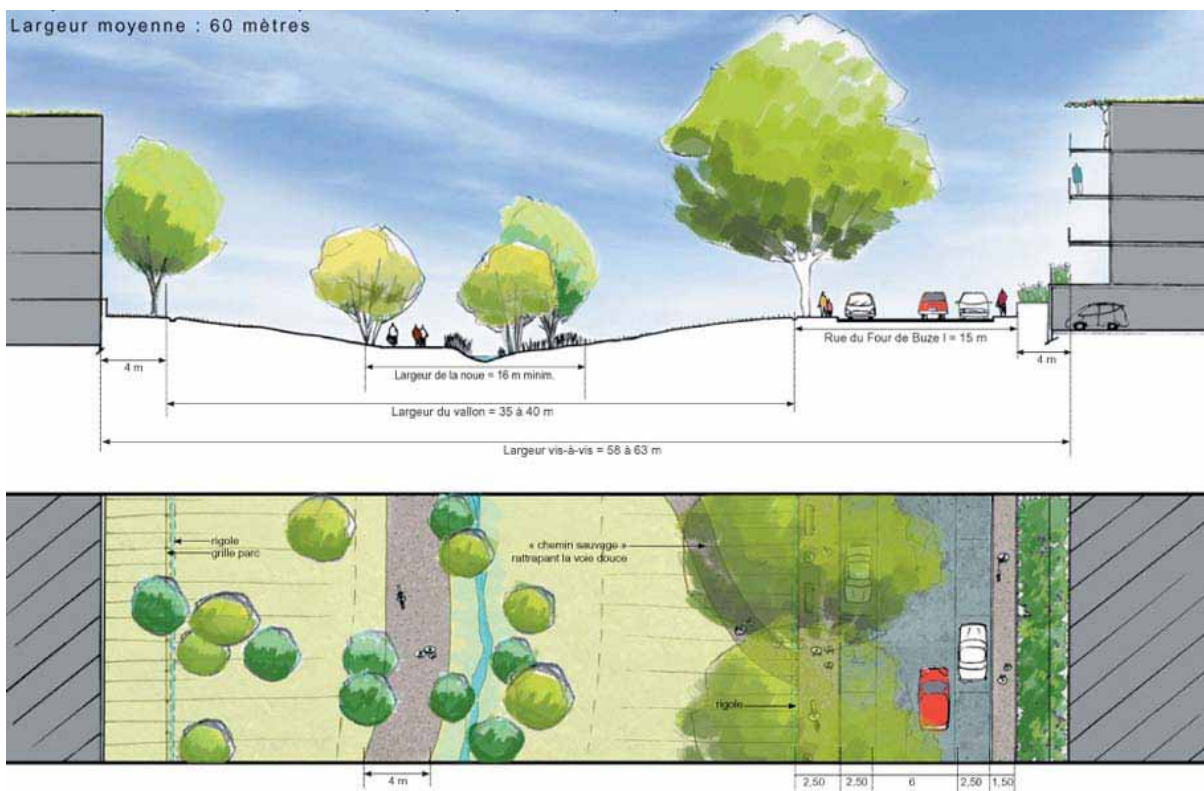 Largeur moyenne : 60 mètres
Rue du Four de Buze I = 15 m
4 m
4 m
Largeur de la noue = 16 m minim.
Largeur du vallon = 35 à 40 m
Largeur vis-à-vis = 58 à 63 m
rigole
grille parc
« chemin sauvage »
rattrapant la voie douce
rigole
4 m
2,50
2,50
6
2,50
1,50